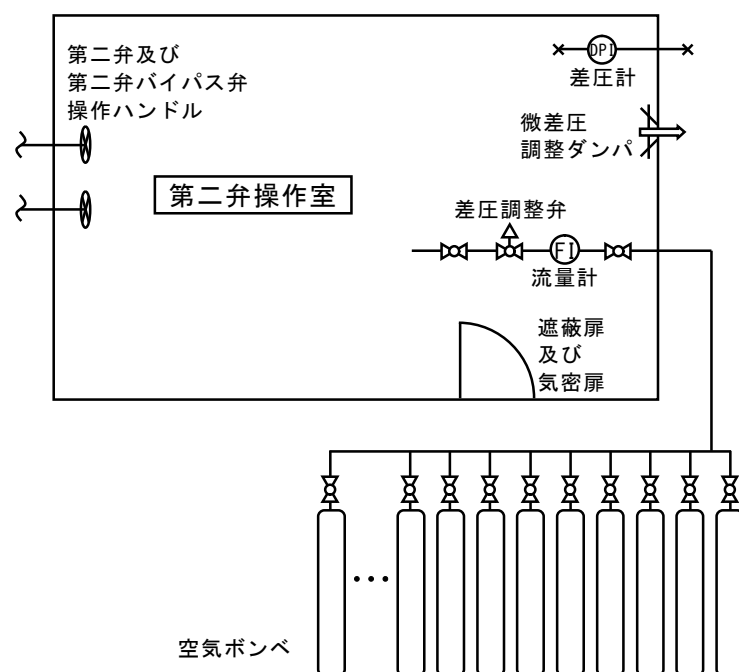 第二弁及び
第二弁バイパス弁
操作ハンドル
DPI
差圧計
微差圧
調整ダンパ
第二弁操作室
差圧調整弁
FI
流量計
遮蔽扉
及び
気密扉
空気ボンベ